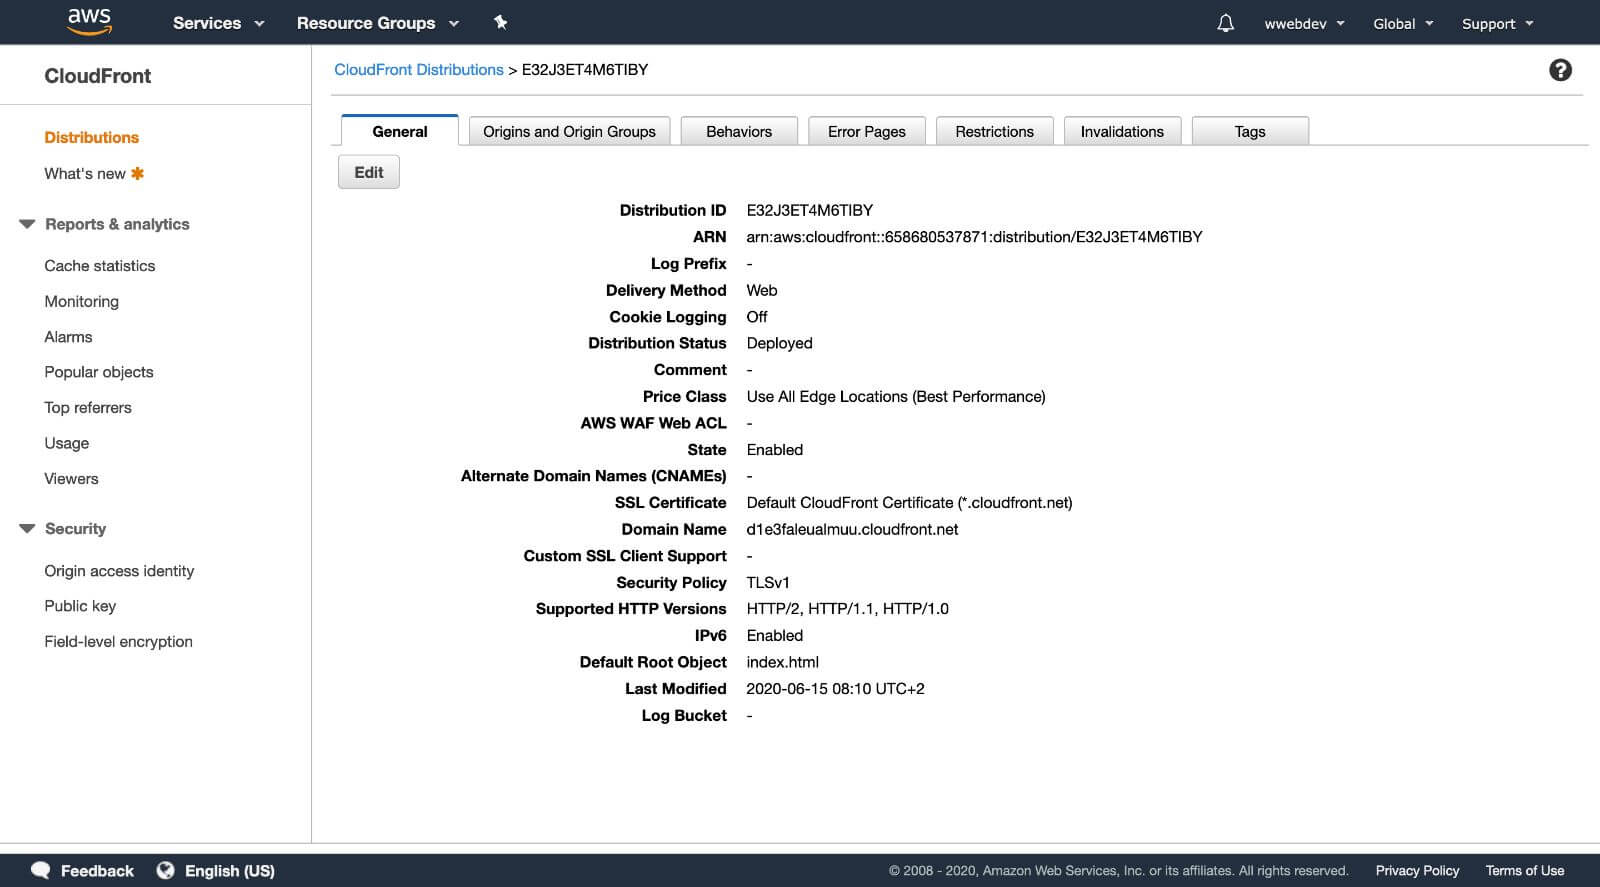 aws Services Resource Groups wwebdev Global Support
CloudFront
CloudFront Distributions > E32J3ET4M6TIBY
Distributions
What's new
Reports & analytics
Cache statistics
Monitoring
Alarms
Popular objects
Top referrers
Usage
Viewers
Security
Origin access identity
Public key
Field-level encryption
General Origins and Origin Groups Behaviors Error Pages Restrictions Invalidations Tags
Edit
Distribution ID E32J3ET4M6TIBY
ARN arn:aws:cloudfront::658680537871:distribution/E32J3ET4M6TIBY
Log Prefix -
Delivery Method Web
Cookie Logging Off
Distribution Status Deployed
Comment -
Price Class Use All Edge Locations (Best Performance)
AWS WAF Web ACL -
State Enabled
Alternate Domain Names (CNAMEs) -
SSL Certificate Default CloudFront Certificate (*.cloudfront.net)
Domain Name d1e3faleualmuu.cloudfront.net
Custom SSL Client Support -
Security Policy TLSv1
Supported HTTP Versions HTTP/2, HTTP/1.1, HTTP/1.0
IPv6 Enabled
Default Root Object index.html
Last Modified 2020-06-15 08:10 UTC+2
Log Bucket -
Feedback English (US) © 2008 - 2020, Amazon Web Services, Inc. or its affiliates. All rights reserved. Privacy Policy Terms of Use